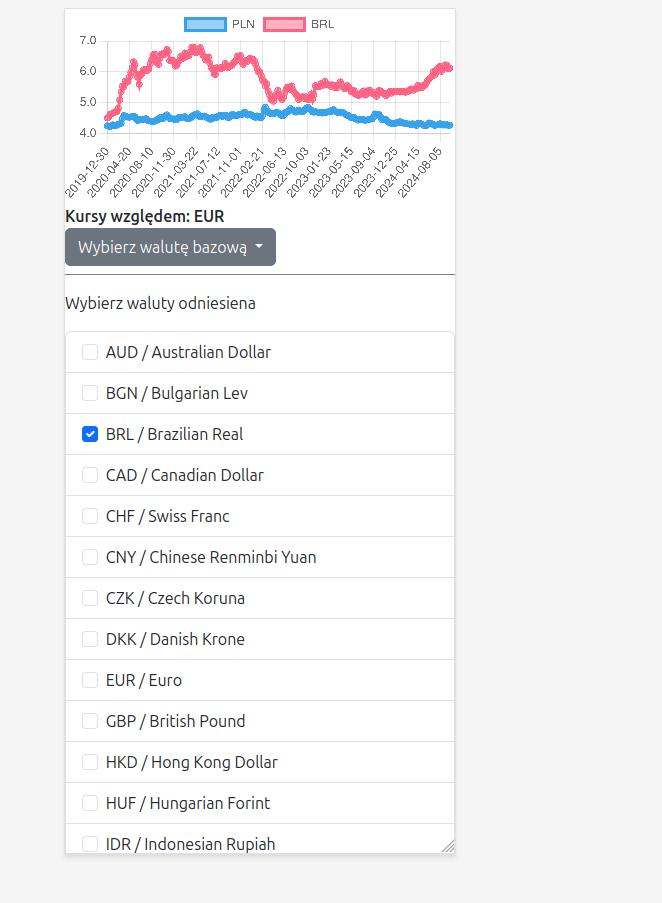 PLN BRL
7.0
6.0
5.0
4.0
2019-12-30 2020-04-20 2020-08-10 2020-11-30 2021-03-22 2021-07-12 2021-11-01 2022-02-21 2022-06-13 2022-10-03 2023-01-23 2023-05-15 2023-09-04 2023-12-25 2024-04-15 2024-08-05
Kursy względem: EUR
Wybierz walutę bazową
Wybierz waluty odniesiena
AUD / Australian Dollar
BGN / Bulgarian Lev
BRL / Brazilian Real
CAD / Canadian Dollar
CHF / Swiss Franc
CNY / Chinese Renminbi Yuan
CZK / Czech Koruna
DKK / Danish Krone
EUR / Euro
GBP / British Pound
HKD / Hong Kong Dollar
HUF / Hungarian Forint
IDR / Indonesian Rupiah